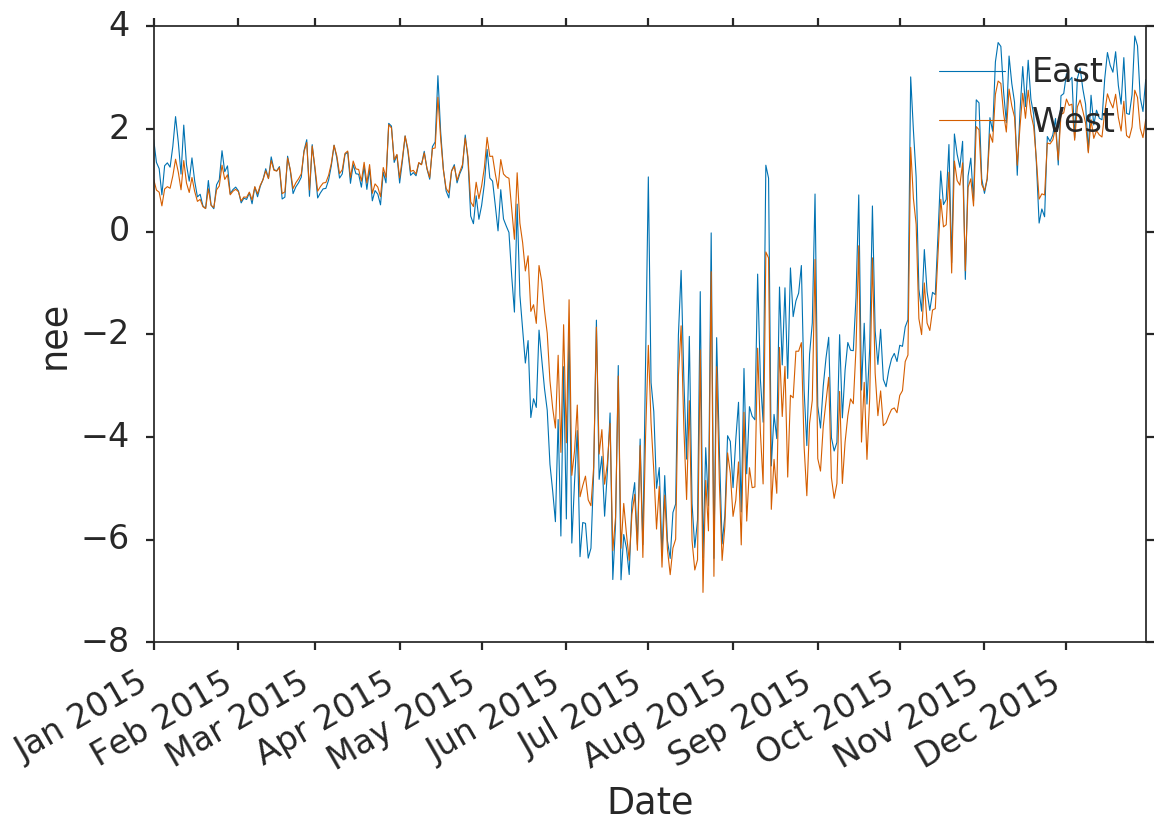 4
2
0
−2
−4
−6
−8
nee
East
West
Jan 2015
Feb 2015
Mar 2015
Apr 2015
May 2015
Jun 2015
Jul 2015
Aug 2015
Sep 2015
Oct 2015
Nov 2015
Dec 2015
Date